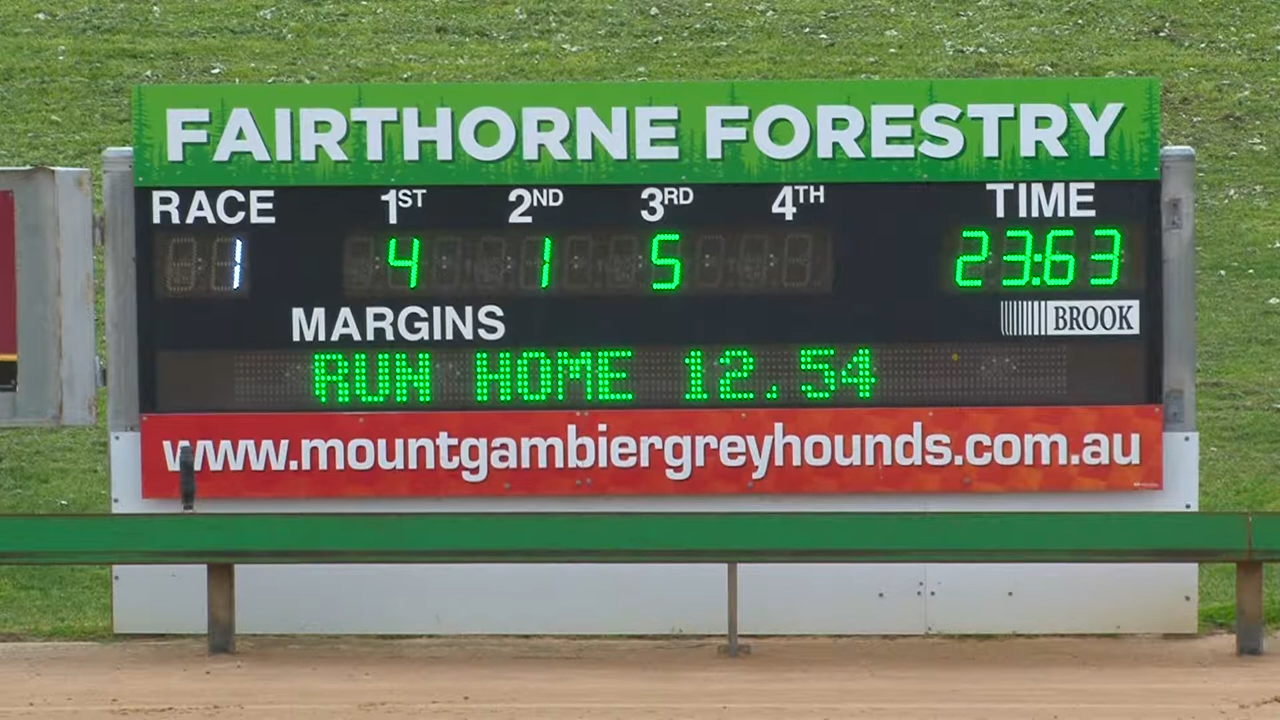 FAIRTHORNE FORESTRY
RACE 1ST 2ND 3RD 4TH TIME
1 4 1 5 23:63
MARGINS
BROOK
RUN HOME 12.54
www.mountgambiergreyhounds.com.au